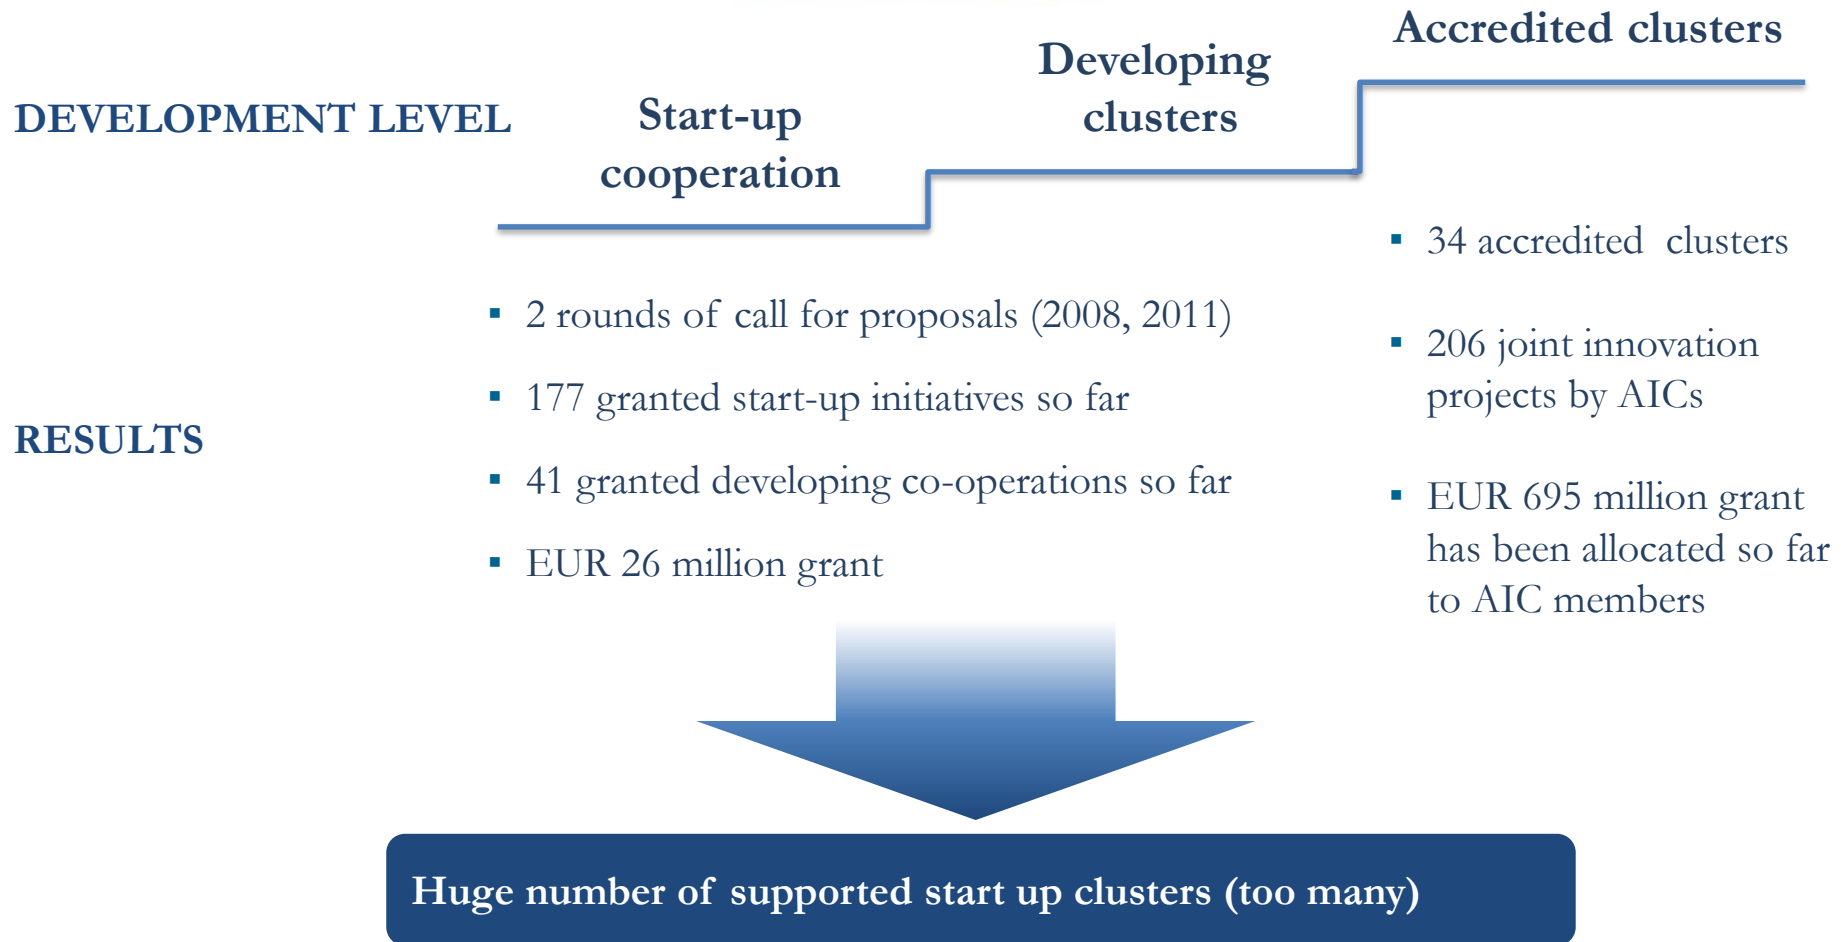 DEVELOPMENT LEVEL
Start-up
cooperation
Developing
clusters
Accredited clusters
RESULTS
▪ 2 rounds of call for proposals (2008, 2011)
▪ 177 granted start-up initiatives so far
▪ 41 granted developing co-operations so far
▪ EUR 26 million grant
▪ 34 accredited clusters
▪ 206 joint innovation
projects by AICs
▪ EUR 695 million grant
has been allocated so far
to AIC members
Huge number of supported start up clusters (too many)